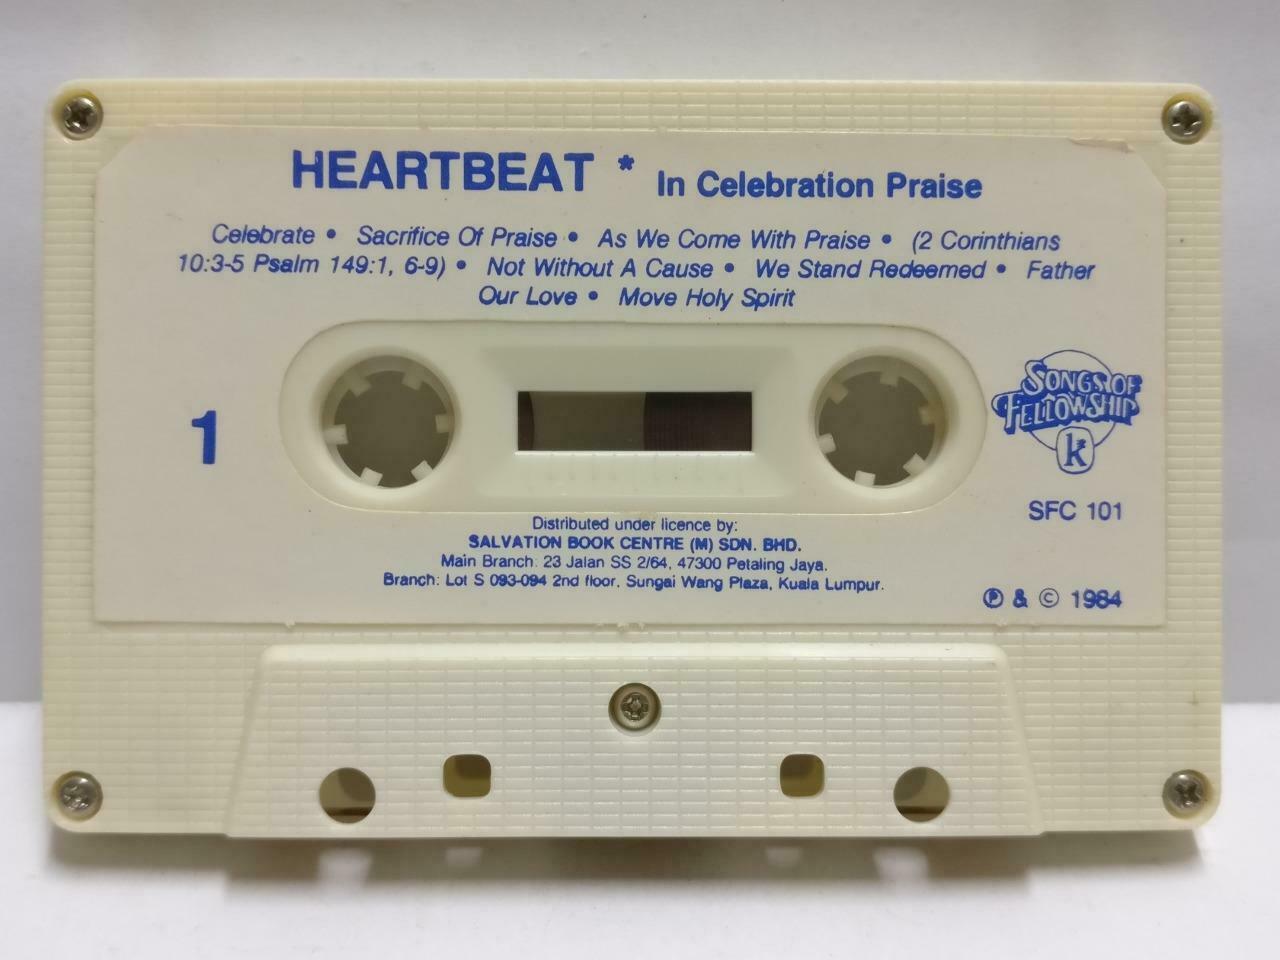 HEARTBEAT * In Celebration Praise
Celebrate • Sacrifice Of Praise • As We Come With Praise • (2 Corinthians
10:3-5 Psalm 149:1, 6-9) • Not Without A Cause • We Stand Redeemed • Father
Our Love • Move Holy Spirit
SONGS OF
FELLOWSHIP
k
1
SFC 101
Distributed under licence by:
SALVATION BOOK CENTRE (M) SDN. BHD.
Main Branch: 23 Jalan SS 2/64, 47300 Petaling Jaya.
Branch: Lot S 093-094 2nd floor, Sungai Wang Plaza, Kuala Lumpur.
℗ & © 1984